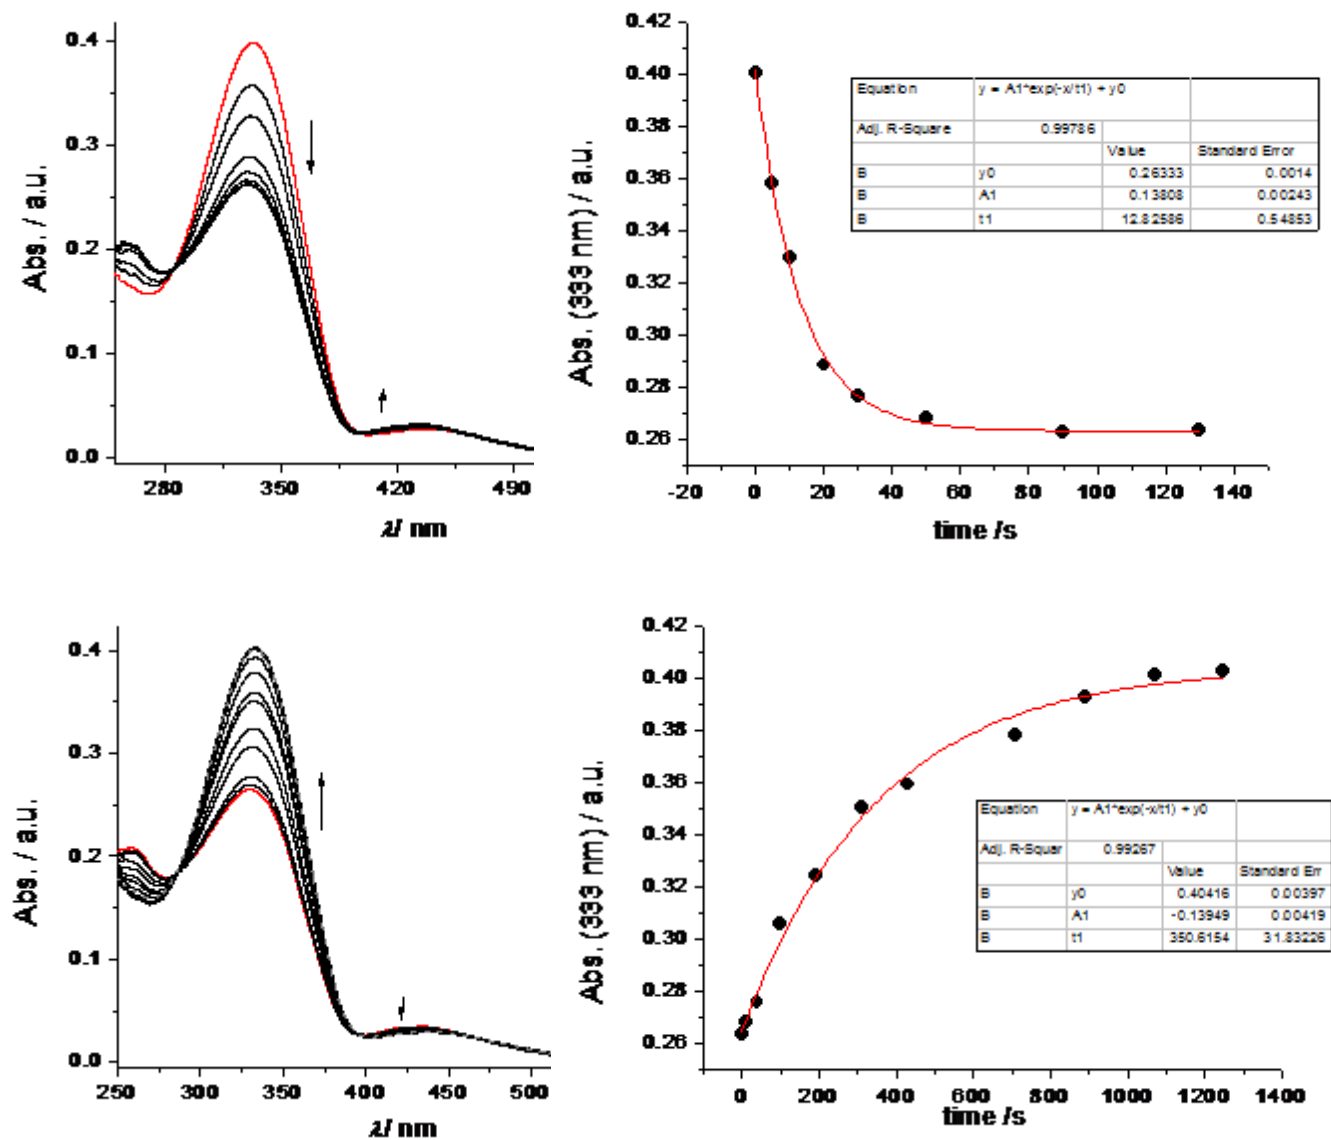 0.4
0.3
0.2
0.1
0.0
280
350
420
490
Abs. / a.u.
λ/ nm
0.42
0.40
0.38
0.36
0.34
0.32
0.30
0.28
0.26
-20
0
20
40
60
80
100
120
140
Abs. (333 nm) / a.u.
time /s
Equation y = A1*exp(-x/t1) + y0
Adj. R-Square 0.99786
Value Standard Error
B y0 0.26333 0.0014
B A1 0.13808 0.00243
B t1 12.82586 0.54853
0.4
0.3
0.2
0.1
0.0
250
300
350
400
450
500
Abs. / a.u.
λ/ nm
0.42
0.40
0.38
0.36
0.34
0.32
0.30
0.28
0.26
0
200
400
600
800
1000
1200
1400
Abs. (333 nm) / a.u.
time /s
Equation y = A1*exp(-x/t1) + y0
Adj. R-Squar 0.99267
Value Standard Err
B y0 0.40416 0.00397
B A1 -0.13949 0.00419
B t1 350.6154 31.83226